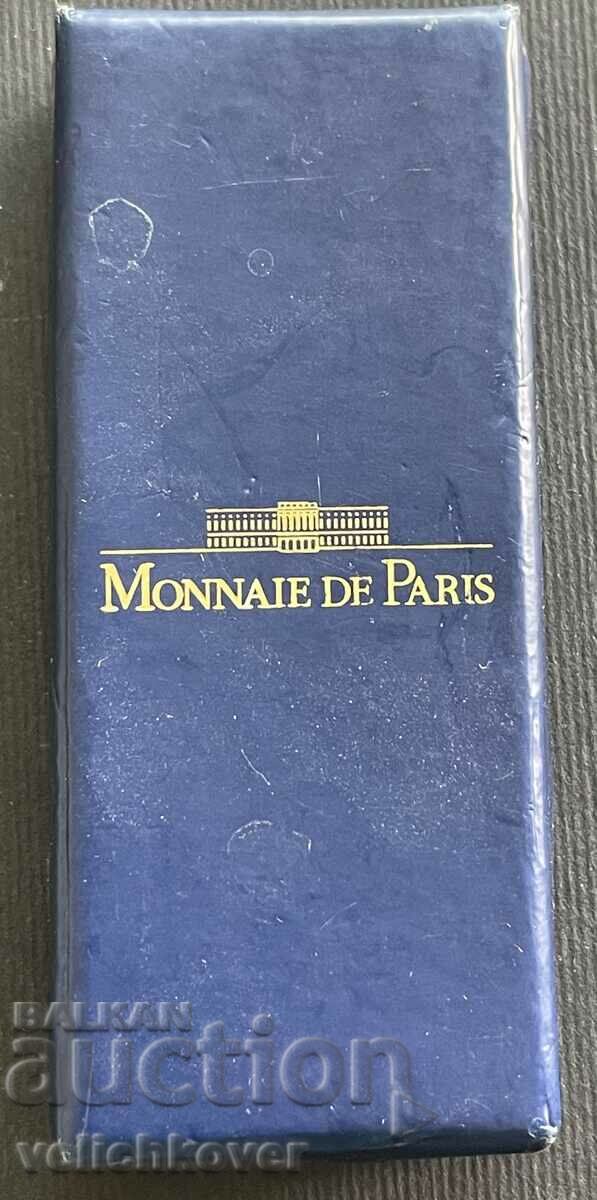 MONNAIE DE PARIS
BALKAN
auction
velichkover